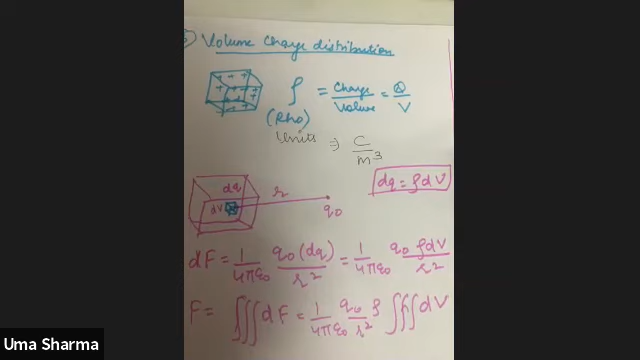 Volume charge distribution
ρ = Charge/Volume = Q/V
(Rho)
Units ⇒ C/m³
dq = ρdV
dq
dV
r
q₀
dF = 1/4πε₀ q₀(dq)/r² = 1/4πε₀ q₀ρdV/r²
F = ∭dF = 1/4πε₀ q₀/r² ρ ∭dV
Uma Sharma